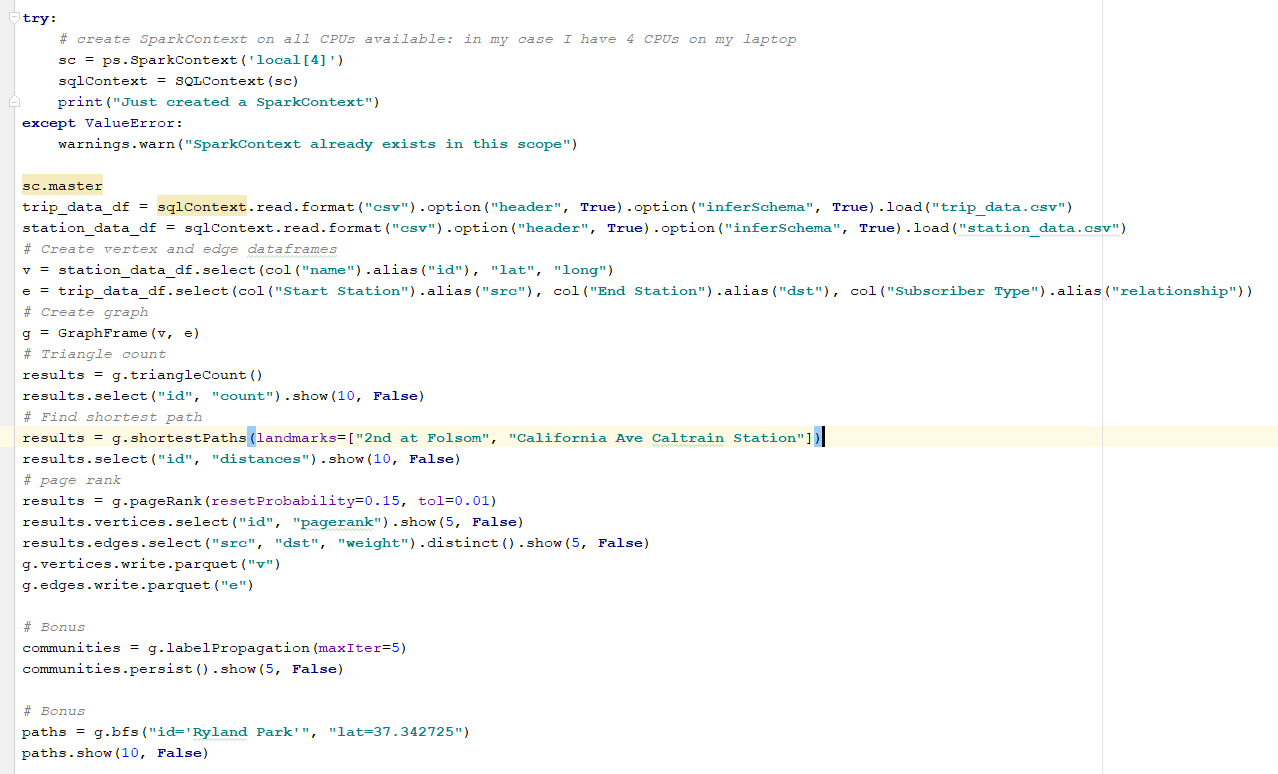 try:
    # create SparkContext on all CPUs available: in my case I have 4 CPUs on my laptop
    sc = ps.SparkContext('local[4]')
    sqlContext = SQLContext(sc)
    print("Just created a SparkContext")
except ValueError:
    warnings.warn("SparkContext already exists in this scope")

sc.master
trip_data_df = sqlContext.read.format("csv").option("header", True).option("inferSchema", True).load("trip_data.csv")
station_data_df = sqlContext.read.format("csv").option("header", True).option("inferSchema", True).load("station_data.csv")
# Create vertex and edge dataframes
v = station_data_df.select(col("name").alias("id"), "lat", "long")
e = trip_data_df.select(col("Start Station").alias("src"), col("End Station").alias("dst"), col("Subscriber Type").alias("relationship"))
# Create graph
g = GraphFrame(v, e)
# Triangle count
results = g.triangleCount()
results.select("id", "count").show(10, False)
# Find shortest path
results = g.shortestPaths(landmarks=["2nd at Folsom", "California Ave Caltrain Station"])
results.select("id", "distances").show(10, False)
# page rank
results = g.pageRank(resetProbability=0.15, tol=0.01)
results.vertices.select("id", "pagerank").show(5, False)
results.edges.select("src", "dst", "weight").distinct().show(5, False)
g.vertices.write.parquet("v")
g.edges.write.parquet("e")

# Bonus
communities = g.labelPropagation(maxIter=5)
communities.persist().show(5, False)

# Bonus
paths = g.bfs("id='Ryland Park'", "lat=37.342725")
paths.show(10, False)